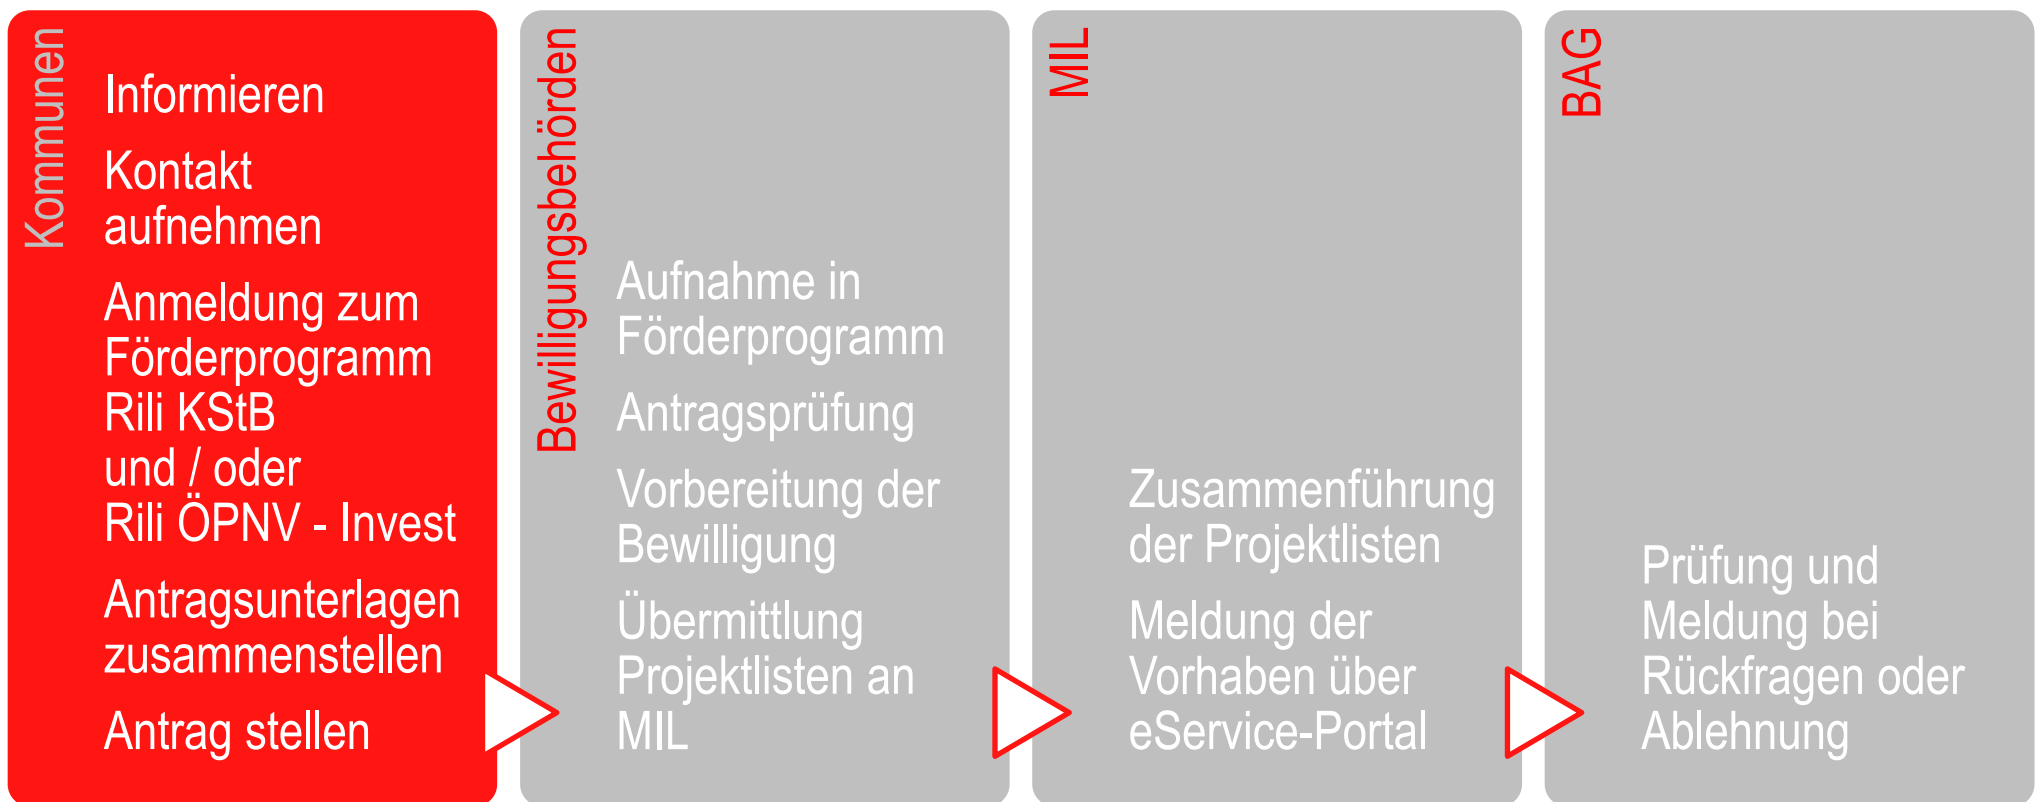 Kommunen
Informieren
Kontakt
aufnehmen
Anmeldung zum
Förderprogramm
Rili KStB
und / oder
Rili ÖPNV - Invest
Antragsunterlagen
zusammenstellen
Antrag stellen
Bewilligungsbehörden
Aufnahme in
Förderprogramm
Antragsprüfung
Vorbereitung der
Bewilligung
Übermittlung
Projektlisten an
MIL
MIL
Zusammenführung
der Projektlisten
Meldung der
Vorhaben über
eService-Portal
BAG
Prüfung und
Meldung bei
Rückfragen oder
Ablehnung